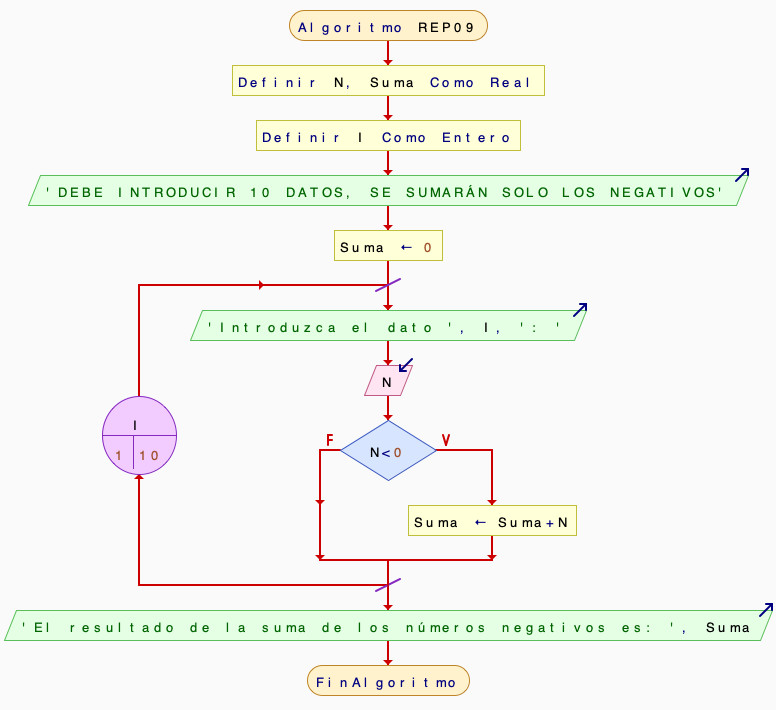 Algoritmo REP09
Definir N, Suma Como Real
Definir I Como Entero
'DEBE INTRODUCIR 10 DATOS, SE SUMARÁN SOLO LOS NEGATIVOS'
Suma ← 0
'Introduzca el dato ', I, ': '
N
F
V
N<0
I
1 10
Suma ← Suma+N
'El resultado de la suma de los números negativos es: ', Suma
FinAlgoritmo